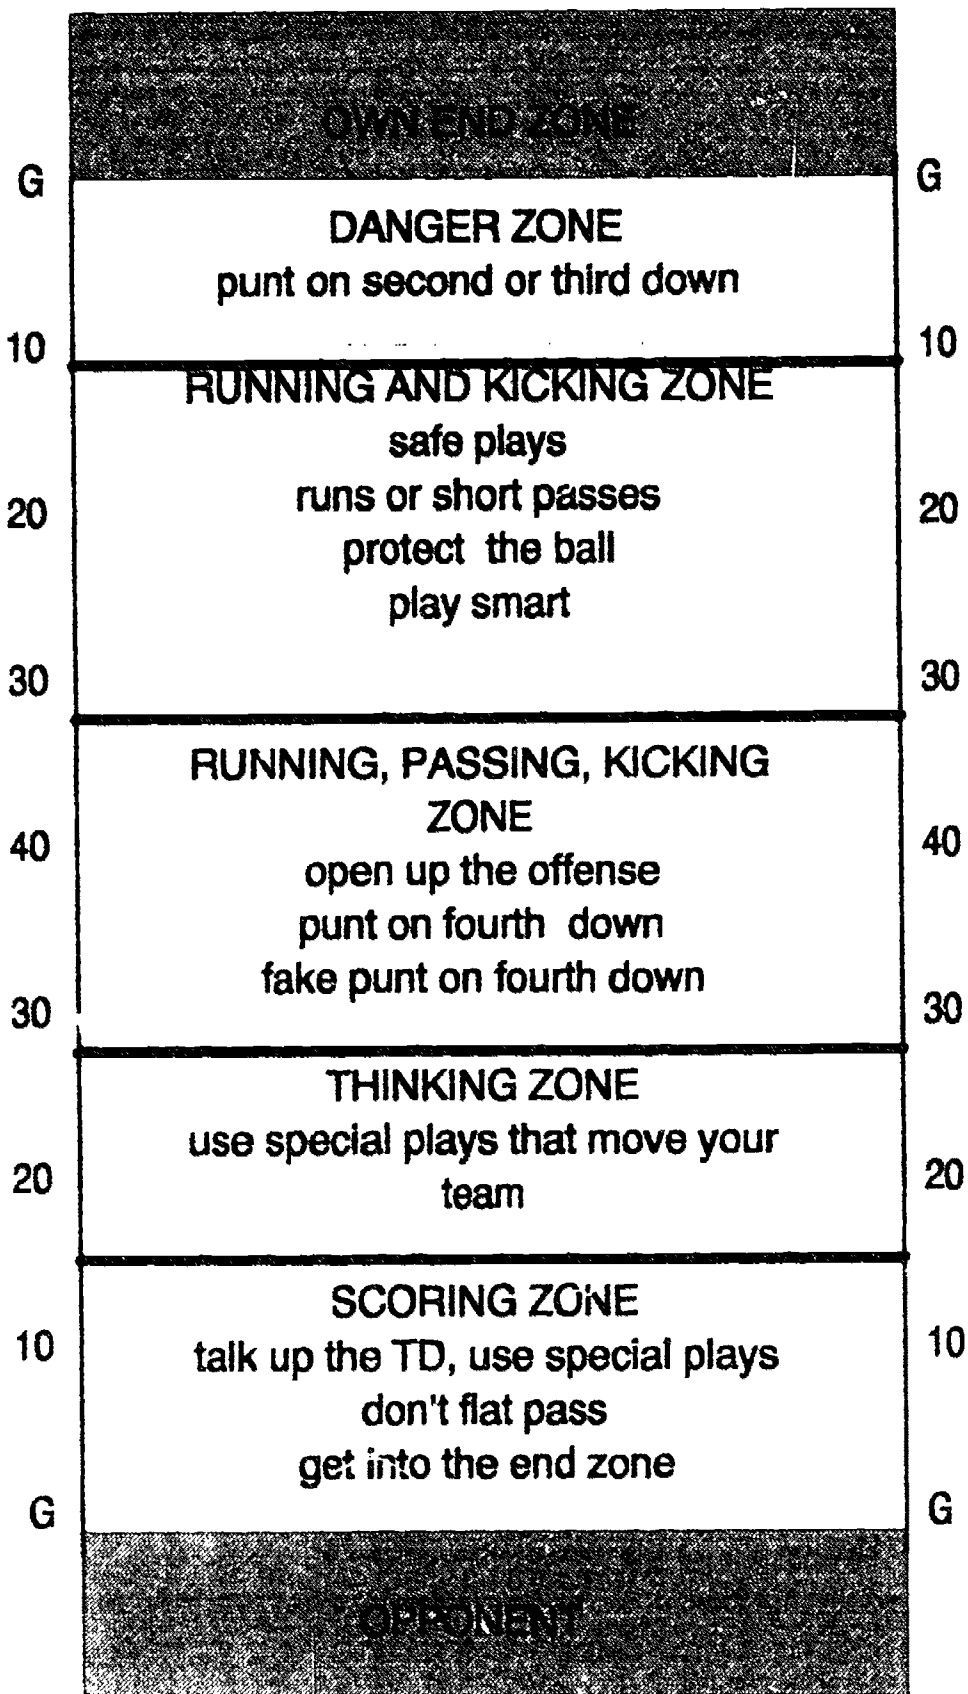 OWN END ZONE
G G
DANGER ZONE
punt on second or third down
10 10
RUNNING AND KICKING ZONE
safe plays
runs or short passes
20 20
protect the ball
play smart
30 30
RUNNING, PASSING, KICKING
ZONE
40 40
open up the offense
punt on fourth down
fake punt on fourth down
30 30
THINKING ZONE
use special plays that move your
20 20
team
SCORING ZONE
10 10
talk up the TD, use special plays
don't flat pass
get into the end zone
G G
OPPONENT